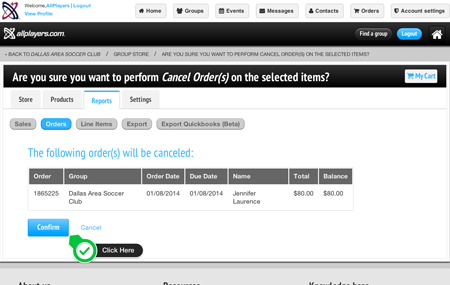 Welcome, AllPlayers | Logout
View Profile
Home
Groups
Events
Messages
Contacts
Orders
Account settings
allplayers.com
Find a group
Logout
< BACK TO DALLAS AREA SOCCER CLUB / GROUP STORE / ARE YOU SURE YOU WANT TO PERFORM CANCEL ORDER(S) ON THE SELECTED ITEMS?
Are you sure you want to perform Cancel Order(s) on the selected items?
My Cart
Store Products Reports Settings
Sales Orders Line Items Export Export Quickbooks (Beta)
The following order(s) will be canceled:
Order Group Order Date Due Date Name Total Balance
1865225 Dallas Area Soccer Club 01/08/2014 01/08/2014 Jennifer Laurence $80.00 $80.00
Confirm Cancel
Click Here
About us Resources Knowledge base